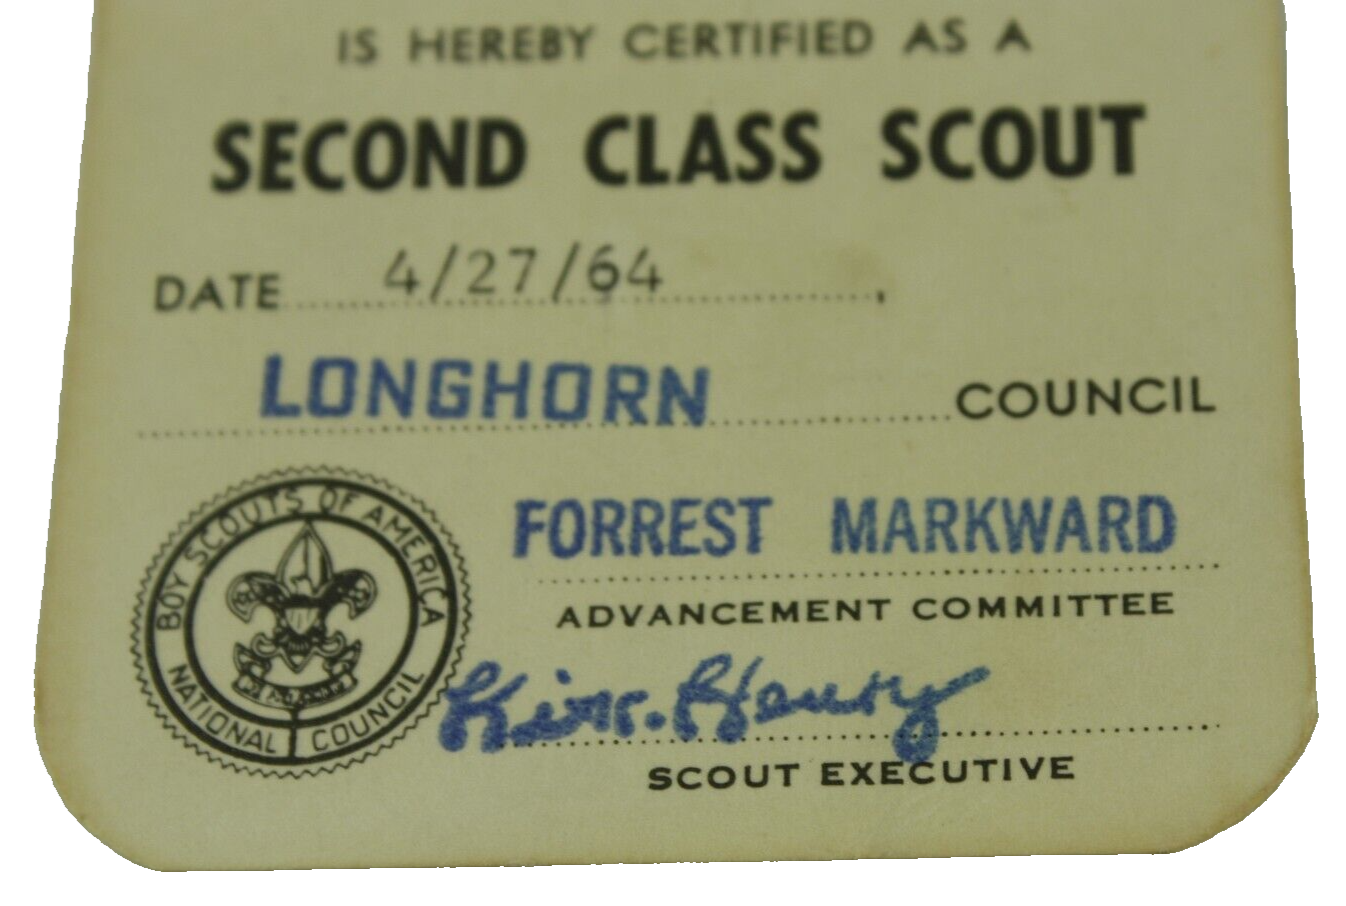 IS HEREBY CERTIFIED AS A
SECOND CLASS SCOUT
DATE 4/27/64,
LONGHORN COUNCIL
BOY SCOUTS OF AMERICA
NATIONAL COUNCIL
FORREST MARKWARD
ADVANCEMENT COMMITTEE
Henry
SCOUT EXECUTIVE